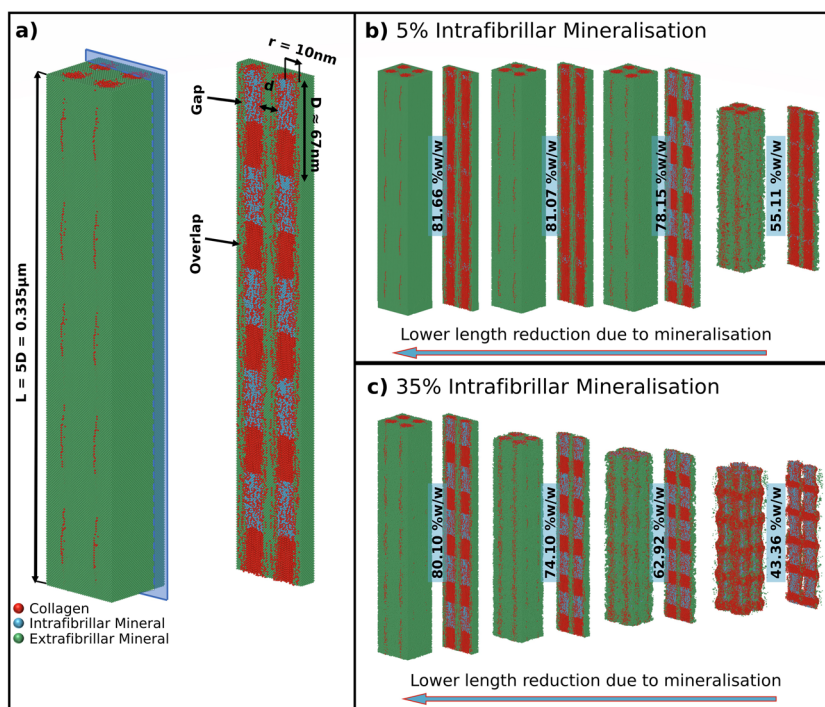 a)
r = 10nm
Gap
d
D ≈ 67nm
Overlap
L = 5D = 0.335μm
Collagen
Intrafibrillar Mineral
Extrafibrillar Mineral
b) 5% Intrafibrillar Mineralisation
81.66 %w/w
81.07 %w/w
78.15 %w/w
55.11 %w/w
Lower length reduction due to mineralisation
c) 35% Intrafibrillar Mineralisation
80.10 %w/w
74.10 %w/w
62.92 %w/w
43.36 %w/w
Lower length reduction due to mineralisation